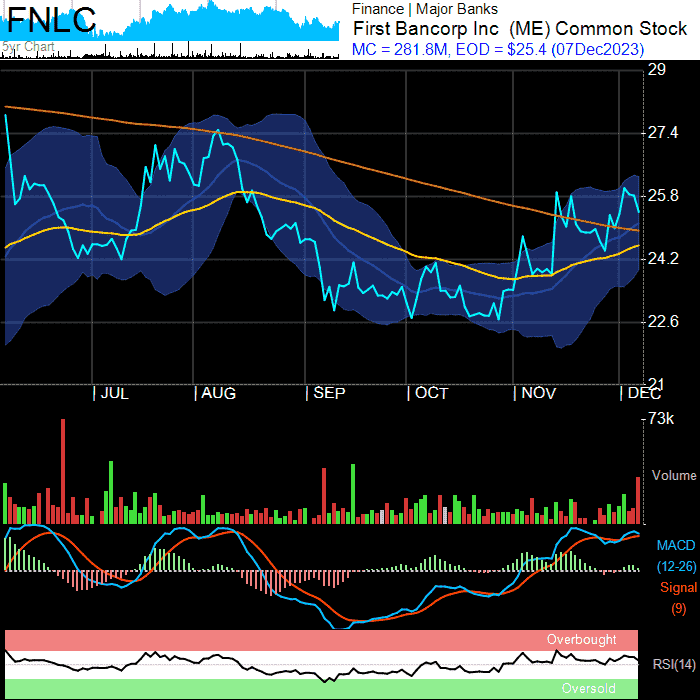 FNLC
5yr Chart
Finance | Major Banks
First Bancorp Inc (ME) Common Stock
MC = 281.8M, EOD = $25.4 (07Dec2023)
29
27.4
25.8
24.2
22.6
21
| JUL | AUG | SEP | OCT | NOV | DEC
73k
Volume
MACD
(12-26)
Signal
(9)
Overbought
RSI(14)
Oversold